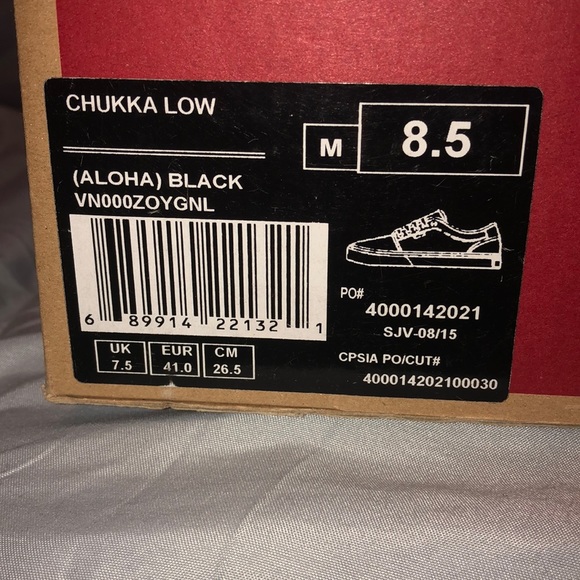 CHUKKA LOW
M 8.5
(ALOHA) BLACK
VN000ZOYGNL
6 89914 22132 1
PO# 4000142021
SJV-08/15
UK 7.5
EUR 41.0
CM 26.5
CPSIA PO/CUT#
400014202100030